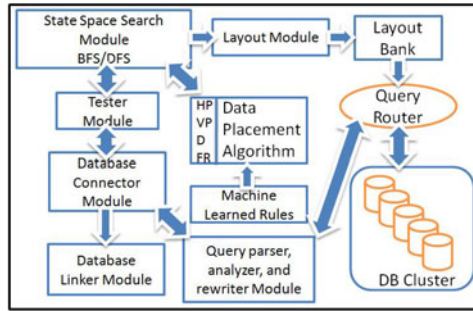 State Space Search
Module
BFS/DFS
Layout Module
Layout
Bank
Tester
Module
HP
VP
D
FR
Data
Placement
Algorithm
Query
Router
Database
Connector
Module
Machine
Learned Rules
Database
Linker Module
Query parser,
analyzer, and
rewriter Module
DB Cluster